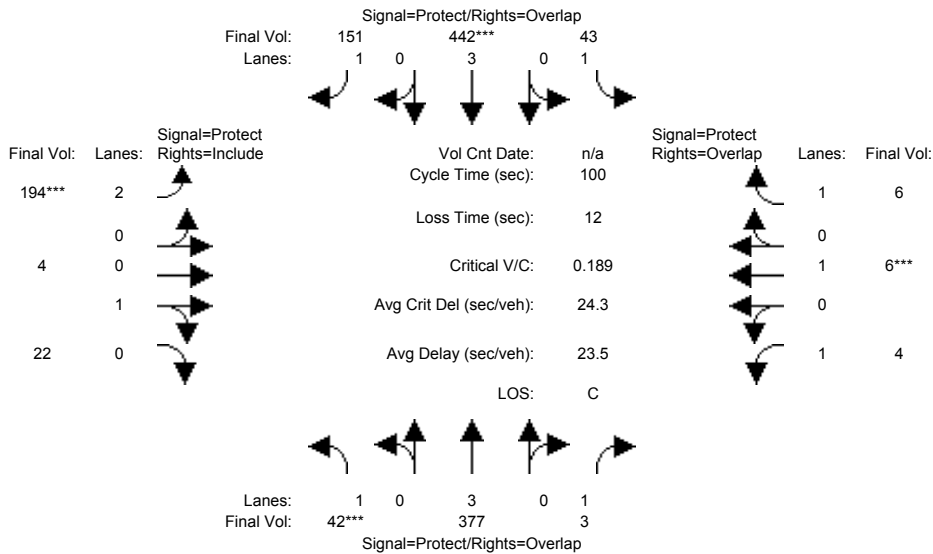 Signal=Protect/Rights=Overlap
Final Vol: 151 442*** 43
Lanes: 1 0 3 0 1
Signal=Protect
Final Vol: Lanes: Rights=Include
Vol Cnt Date: n/a
Signal=Protect
Rights=Overlap Lanes: Final Vol:
Cycle Time (sec): 100
194*** 2
1 6
Loss Time (sec): 12
0
0
4 0
Critical V/C: 0.189
1 6***
1
Avg Crit Del (sec/veh): 24.3
0
22 0
Avg Delay (sec/veh): 23.5
1 4
LOS: C
Lanes: 1 0 3 0 1
Final Vol: 42*** 377 3
Signal=Protect/Rights=Overlap